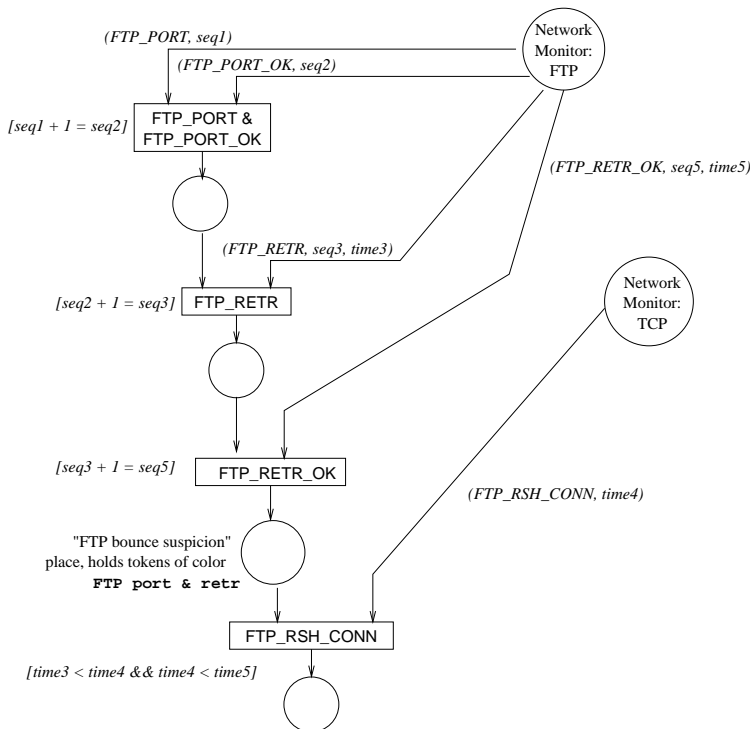 (FTP_PORT, seq1)
Network
Monitor:
FTP
(FTP_PORT_OK, seq2)
[seq1 + 1 = seq2]
FTP_PORT &
FTP_PORT_OK
(FTP_RETR_OK, seq5, time5)
(FTP_RETR, seq3, time3)
[seq2 + 1 = seq3]
FTP_RETR
Network
Monitor:
TCP
[seq3 + 1 = seq5]
FTP_RETR_OK
(FTP_RSH_CONN, time4)
"FTP bounce suspicion"
place, holds tokens of color
FTP port & retr
FTP_RSH_CONN
[time3 < time4 && time4 < time5]